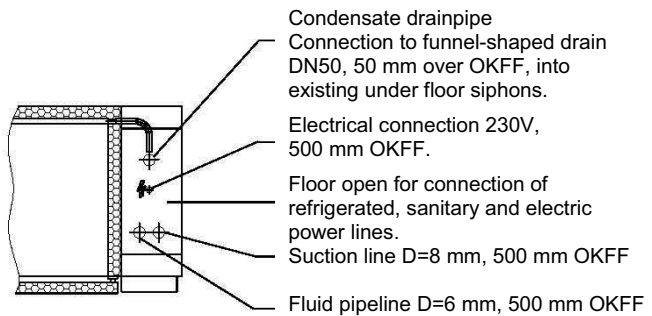 Condensate drainpipe
Connection to funnel-shaped drain
DN50, 50 mm over OKFF, into
existing under floor siphons.
Electrical connection 230V,
500 mm OKFF.
Floor open for connection of
refrigerated, sanitary and electric
power lines.
Suction line D=8 mm, 500 mm OKFF
Fluid pipeline D=6 mm, 500 mm OKFF